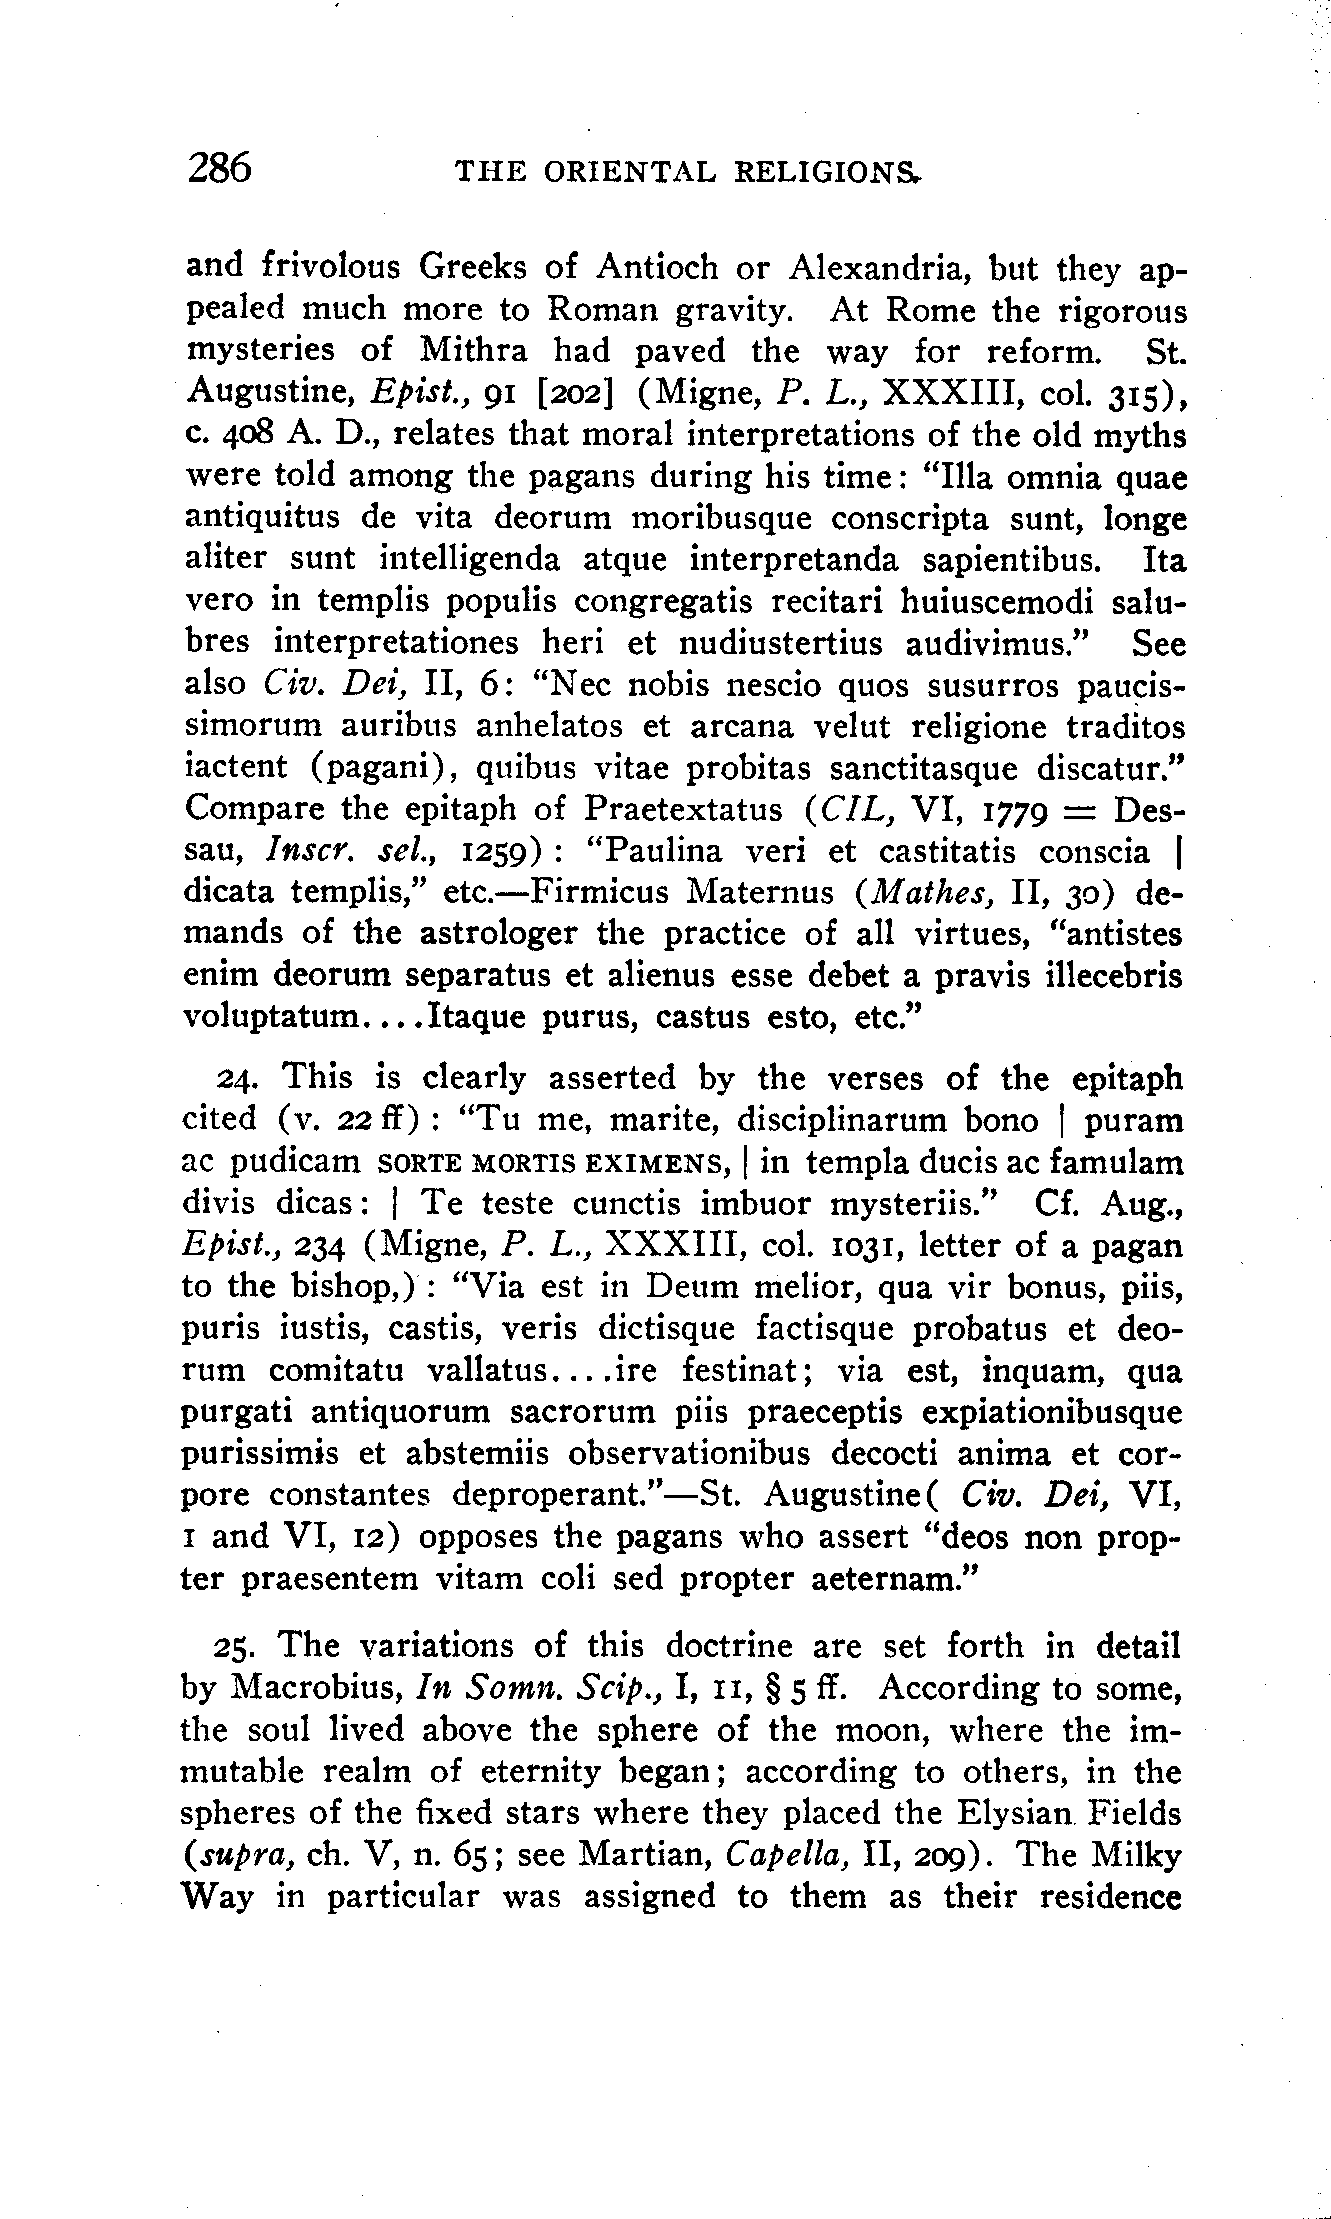 286 THE ORIENTAL RELIGIONS.
and frivolous Greeks of Antioch or Alexandria, but they ap-
pealed much more to Roman gravity. At Rome the rigorous
mysteries of Mithra had paved the way for reform. St.
Augustine, Epist., 91 [202] (Migne, P. L., XXXIII, col. 315),
c. 408 A. D., relates that moral interpretations of the old myths
were told among the pagans during his time: "Illa omnia quae
antiquitus de vita deorum moribusque conscripta sunt, longe
aliter sunt intelligenda atque interpretanda sapientibus. Ita
vero in templis populis congregatis recitari huiuscemodi salu-
bres interpretationes heri et nudiustertius audivimus." See
also Civ. Dei, II, 6: "Nec nobis nescio quos susurros paucis-
simorum auribus anhelatos et arcana velut religione traditos
iactent (pagani), quibus vitae probitas sanctitasque discatur."
Compare the epitaph of Praetextatus (CIL, VI, 1779 = Des-
sau, Inscr. sel., 1259) : "Paulina veri et castitatis conscia |
dicata templis," etc.—Firmicus Maternus (Mathes, II, 30) de-
mands of the astrologer the practice of all virtues, "antistes
enim deorum separatus et alienus esse debet a pravis illecebris
voluptatum....Itaque purus, castus esto, etc."
24. This is clearly asserted by the verses of the epitaph
cited (v. 22 ff) : "Tu me, marite, disciplinarum bono | puram
ac pudicam SORTE MORTIS EXIMENS, | in templa ducis ac famulam
divis dicas: | Te teste cunctis imbuor mysteriis." Cf. Aug.,
Epist., 234 (Migne, P. L., XXXIII, col. 1031, letter of a pagan
to the bishop,) : "Via est in Deum melior, qua vir bonus, piis,
puris iustis, castis, veris dictisque factisque probatus et deo-
rum comitatu vallatus....ire festinat; via est, inquam, qua
purgati antiquorum sacrorum piis praeceptis expiationibusque
purissimis et abstemiis observationibus decocti anima et cor-
pore constantes deproperant."—St. Augustine( Civ. Dei, VI,
1 and VI, 12) opposes the pagans who assert "deos non prop-
ter praesentem vitam coli sed propter aeternam."
25. The variations of this doctrine are set forth in detail
by Macrobius, In Somn. Scip., I, 11, § 5 ff. According to some,
the soul lived above the sphere of the moon, where the im-
mutable realm of eternity began; according to others, in the
spheres of the fixed stars where they placed the Elysian Fields
(supra, ch. V, n. 65; see Martian, Capella, II, 209). The Milky
Way in particular was assigned to them as their residence